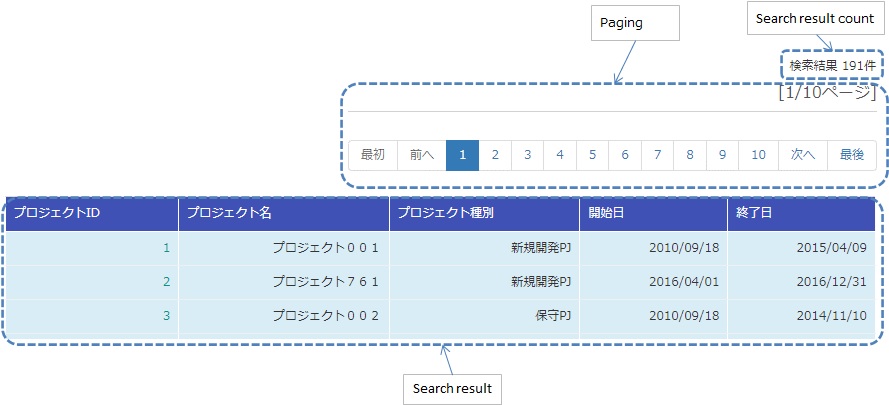 Paging
Search result count
検索結果 191件
[1/10ページ]
最初 前へ 1 2 3 4 5 6 7 8 9 10 次へ 最後
プロジェクトID プロジェクト名 プロジェクト種別 開始日 終了日
1 プロジェクト００１ 新規開発PJ 2010/09/18 2015/04/09
2 プロジェクト７６１ 新規開発PJ 2016/04/01 2016/12/31
3 プロジェクト００２ 保守PJ 2010/09/18 2014/11/10
Search result